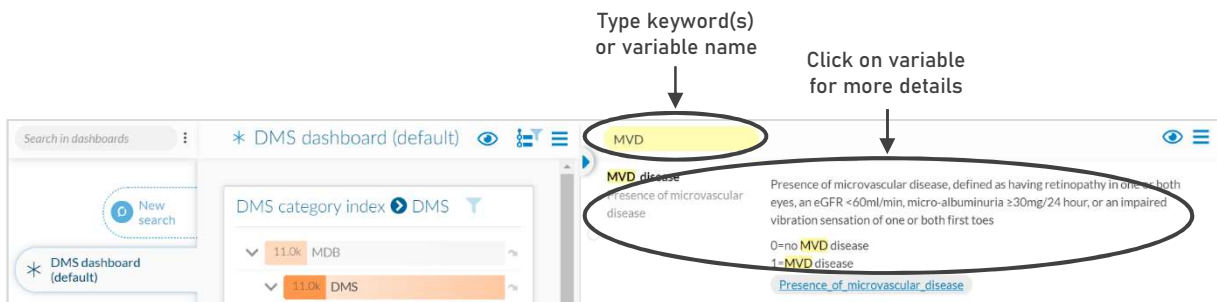 Type keyword(s)
or variable name
Click on variable
for more details
Search in dashboards
DMS dashboard (default)
MVD
New
search
DMS dashboard
(default)
DMS category index DMS
11.0k MDB
11.0k DMS
MVD disease
Presence of microvascular
disease
Presence of microvascular disease, defined as having retinopathy in one or both
eyes, an eGFR <60ml/min, micro-albuminuria ≥30mg/24 hour, or an impaired
vibration sensation of one or both first toes
0=no MVD disease
1=MVD disease
Presence_of_microvascular_disease